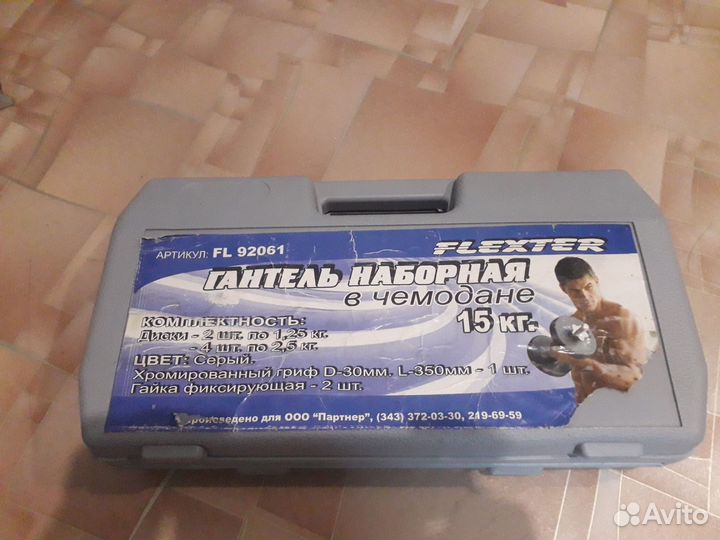 АРТИКУЛ: FL 92061
FLEXTER
ГАНТЕЛЬ НАБОРНАЯ
в чемодане
15 кг.
КОМПЛЕКТНОСТЬ:
Диски - 2 шт. по 1,25 кг.
- 4 шт. по 2,5 кг.
ЦВЕТ: Серый.
Хромированный гриф D-30мм. L-350мм - 1 шт.
Гайка фиксирующая - 2 шт.
для ООО "Партнер", (343) 372-03-30, 219-69-59
Avito